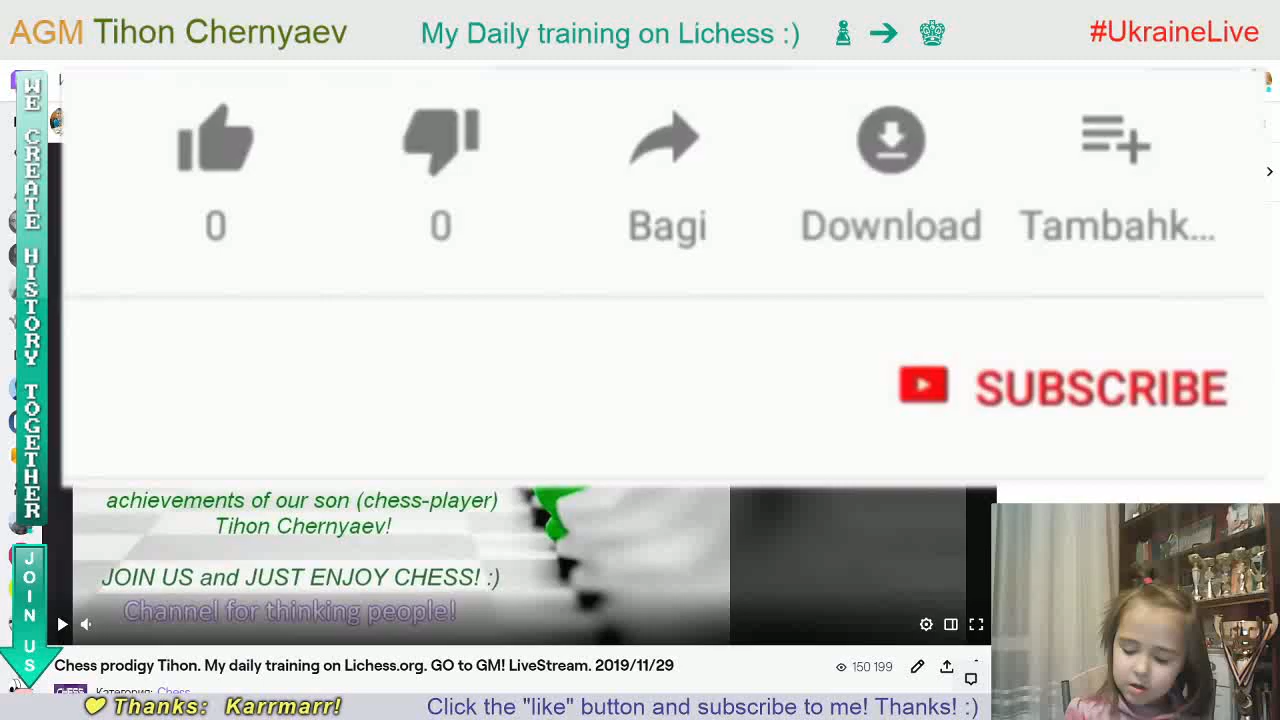 AGM Tihon Chernyaev
My Daily training on Lichess :)
#UkraineLive
WE CREATE HISTORY TOGETHER
JOIN US
0
0
Bagi
Download
Tambahk...
SUBSCRIBE
achievements of our son (chess-player)
Tihon Chernyaev!
JOIN US and JUST ENJOY CHESS! :)
Channel for thinking people!
Chess prodigy Tihon. My daily training on Lichess.org. GO to GM! LiveStream. 2019/11/29
150 199
CHESS
Категория: Chess
Thanks: Karrmarr!
Click the "like" button and subscribe to me! Thanks! :)